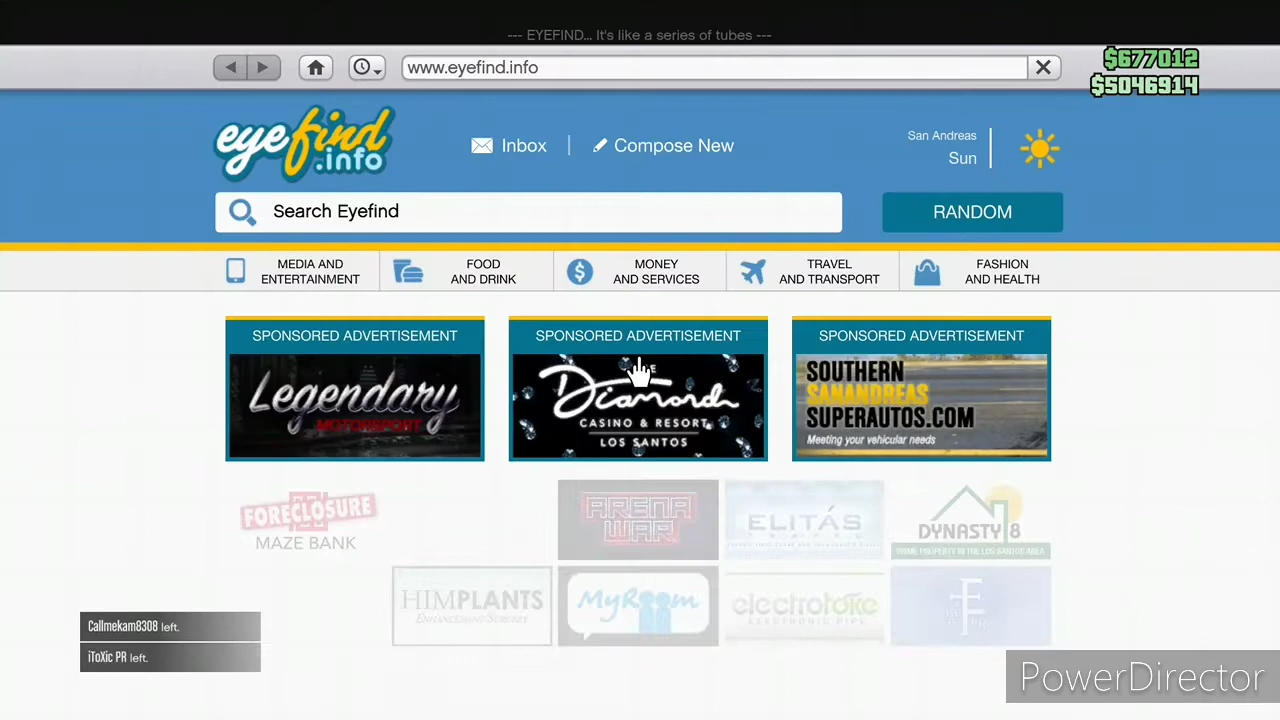 --- EYEFIND... It's like a series of tubes ---
www.eyefind.info
$677012
$5046914
eyefind
.info
Inbox
Compose New
San Andreas
Sun
Search Eyefind
RANDOM
MEDIA AND
ENTERTAINMENT
FOOD
AND DRINK
MONEY
AND SERVICES
TRAVEL
AND TRANSPORT
FASHION
AND HEALTH
SPONSORED ADVERTISEMENT
Legendary
MOTORSPORT
SPONSORED ADVERTISEMENT
Diamond
CASINO & RESORT
LOS SANTOS
SPONSORED ADVERTISEMENT
SOUTHERN
SANANDREAS
SUPERAUTOS.COM
Meeting your vehicular needs
FORECLOSURE
MAZE BANK
ARENA
WAR
ELITÁS
DYNASTY 8
PRIME PROPERTY IN THE LOS SANTOS AREA
HIMPLANTS
ENHANCEMENT SURGERY
MyRoom
electrotoke
ELECTRONIC PIPE
Callmekam8308 left.
iToXic PR left.
PowerDirector